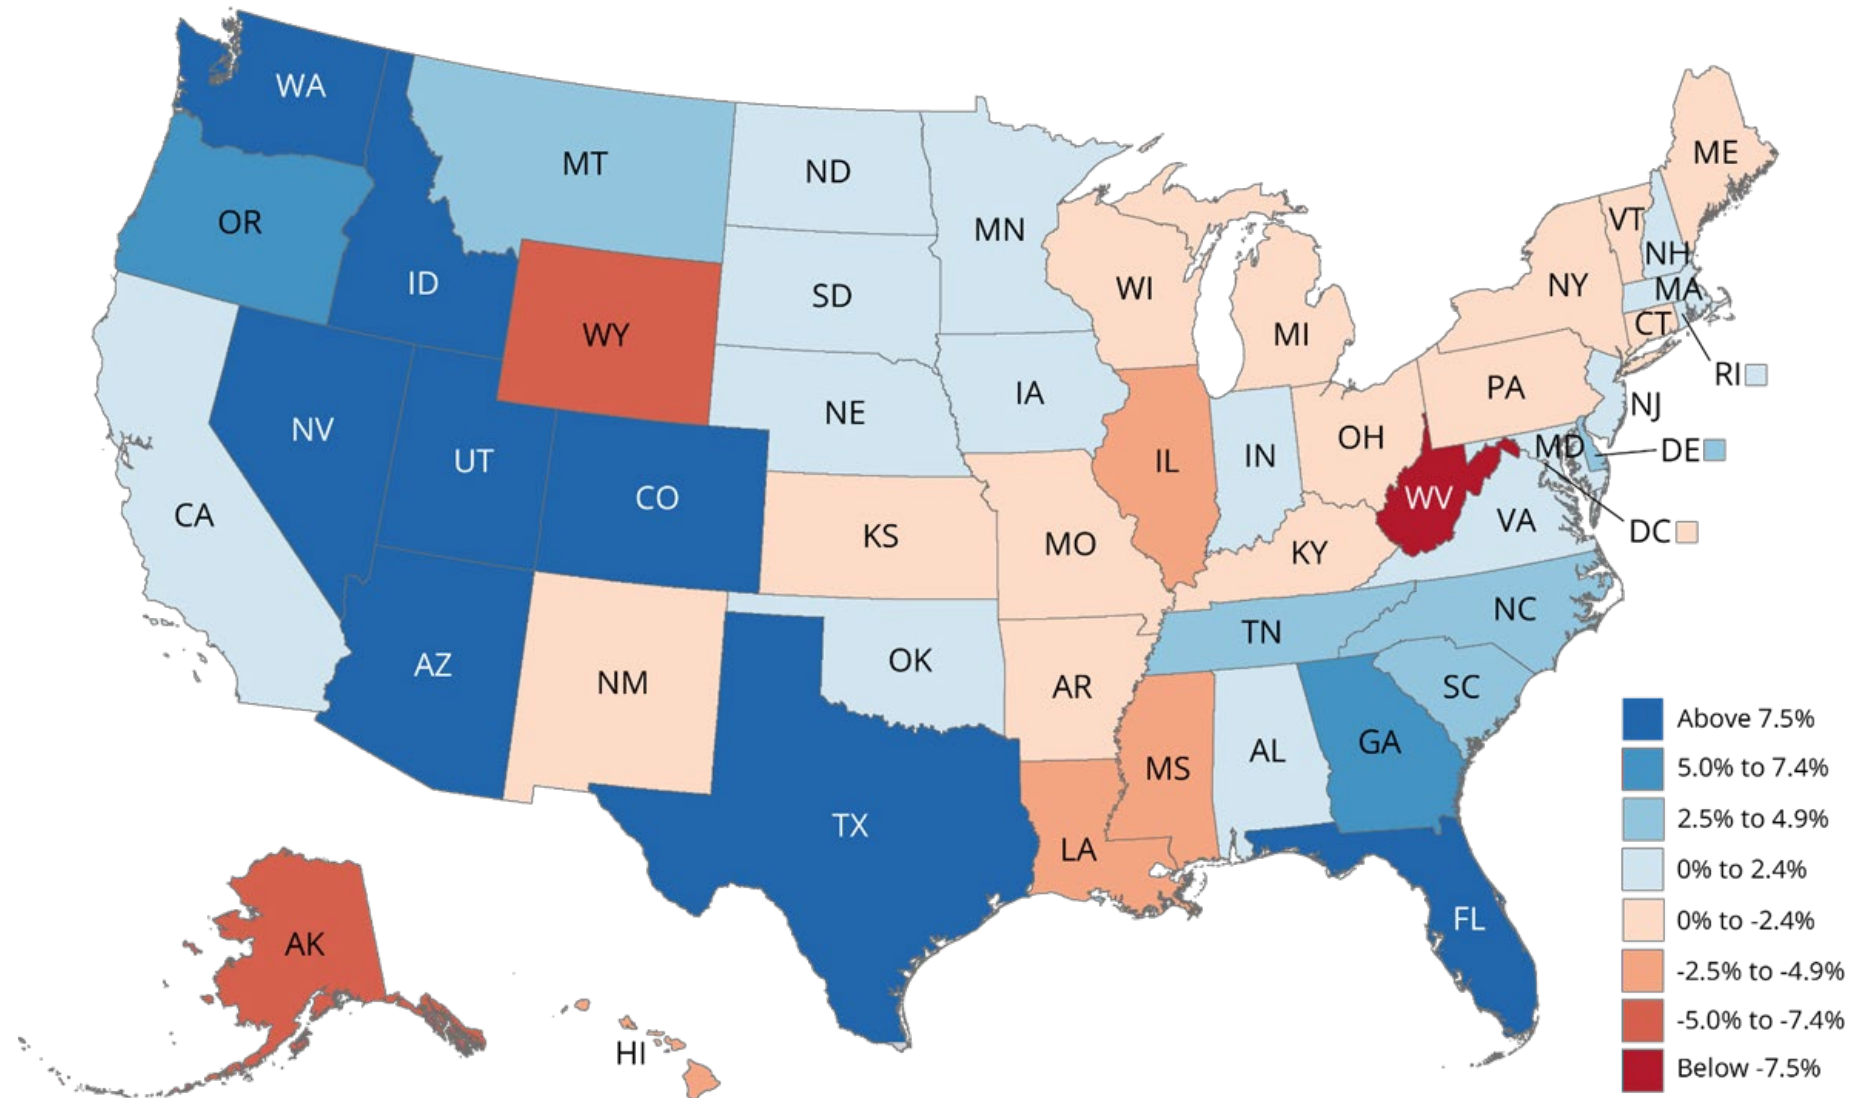 WA
MT
ND
MN
ME
OR
ID
WY
SD
WI
MI
NY
VT
NH
MA
CT
RI
NV
UT
CO
NE
IA
IL
IN
OH
PA
NJ
MD
DE
DC
CA
KS
MO
KY
WV
VA
AZ
NM
OK
AR
TN
NC
SC
MS
AL
GA
TX
LA
FL
AK
HI
Above 7.5%
5.0% to 7.4%
2.5% to 4.9%
0% to 2.4%
0% to -2.4%
-2.5% to -4.9%
-5.0% to -7.4%
Below -7.5%